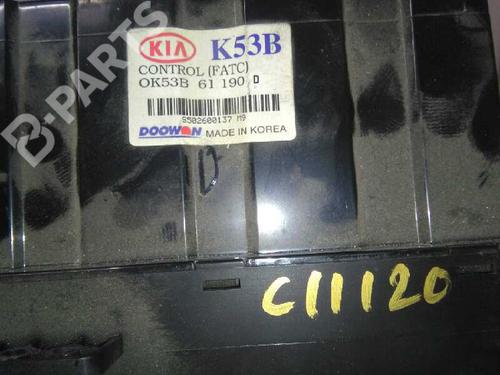 KIA K53B
CONTROL (FATC)
OK53B 61 190 D
9502600137 M9
DOOWON MADE IN KOREA
D
C11120
B-PARTS